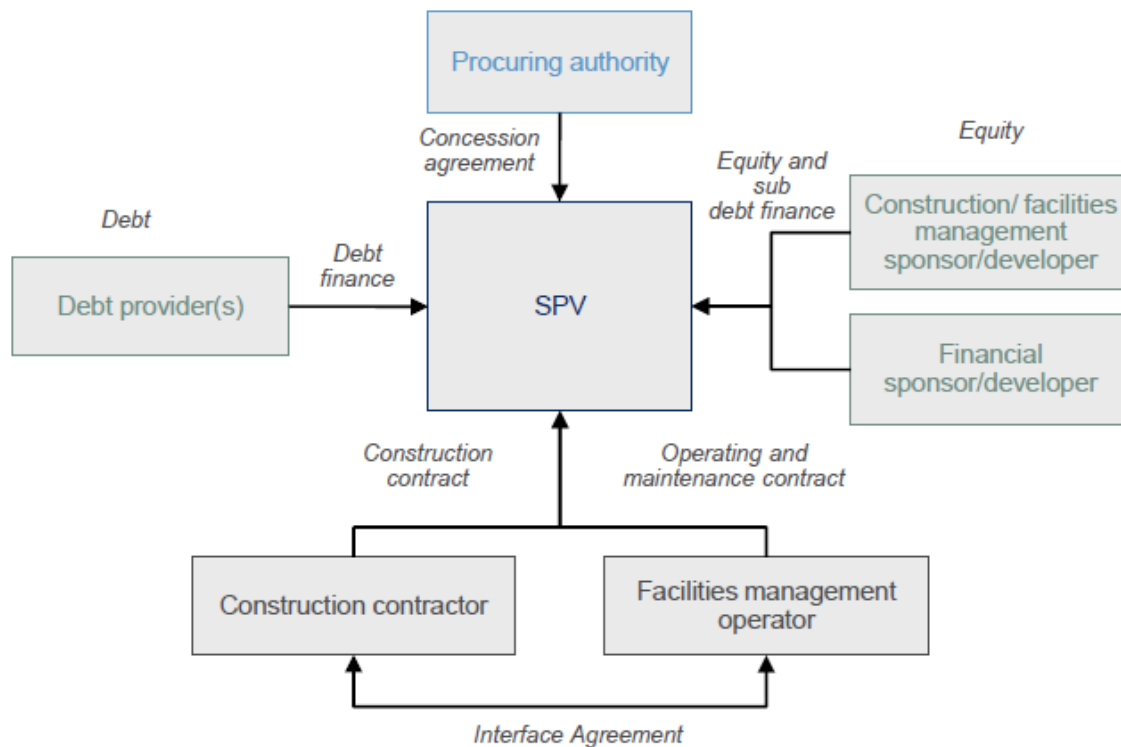 Procuring authority
Concession
agreement
Equity
Equity and
sub
debt finance
Construction/ facilities
management
sponsor/developer
Debt
Debt
finance
Debt provider(s)
SPV
Financial
sponsor/developer
Construction
contract
Operating and
maintenance contract
Construction contractor
Facilities management
operator
Interface Agreement